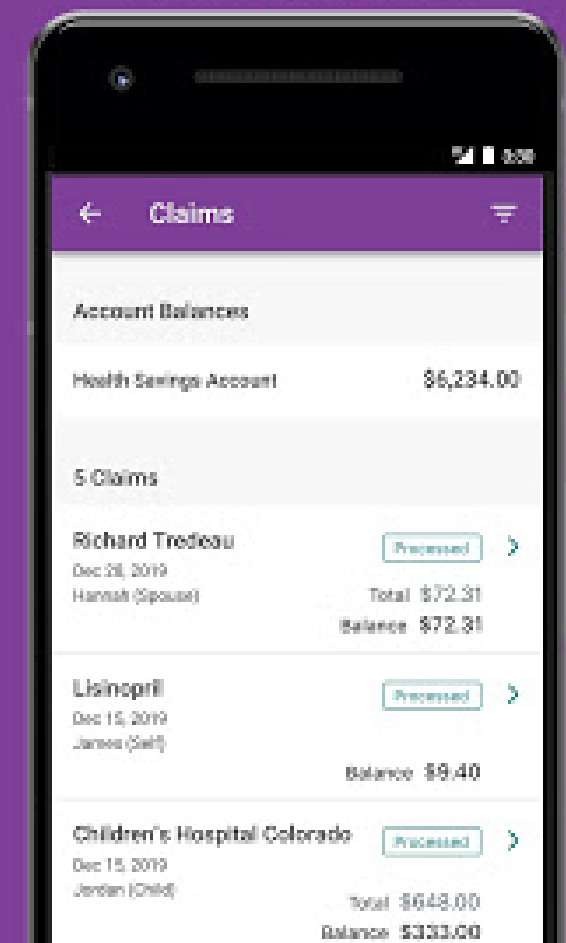 Claims
Account Balances
Health Savings Account $6,234.00
5 Claims
Richard Tredeau Processed
Dec 28, 2019
Hannah (Spouse) Total $72.31
Balance $72.31
Lisinopril Processed
Dec 15, 2019
James (Self)
Balance $9.40
Children's Hospital Colorado Processed
Dec 15, 2019
Jordan (Child)
Total $648.00
Balance $333.00